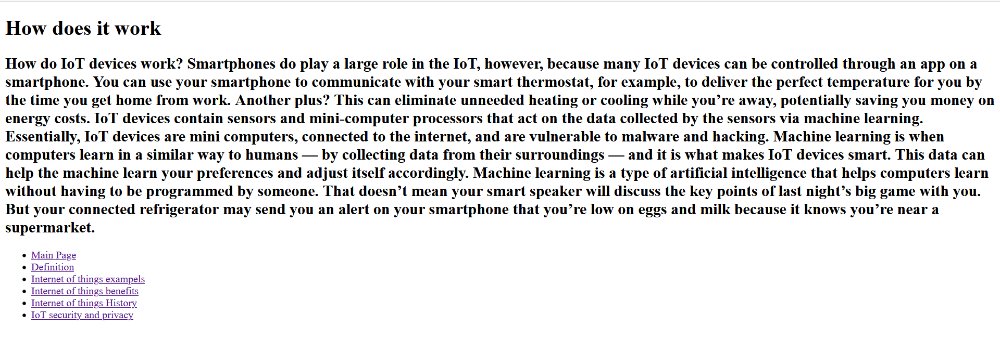 How does it work
How do IoT devices work? Smartphones do play a large role in the IoT, however, because many IoT devices can be controlled through an app on a
smartphone. You can use your smartphone to communicate with your smart thermostat, for example, to deliver the perfect temperature for you by
the time you get home from work. Another plus? This can eliminate unneeded heating or cooling while you’re away, potentially saving you money on
energy costs. IoT devices contain sensors and mini-computer processors that act on the data collected by the sensors via machine learning.
Essentially, IoT devices are mini computers, connected to the internet, and are vulnerable to malware and hacking. Machine learning is when
computers learn in a similar way to humans — by collecting data from their surroundings — and it is what makes IoT devices smart. This data can
help the machine learn your preferences and adjust itself accordingly. Machine learning is a type of artificial intelligence that helps computers learn
without having to be programmed by someone. That doesn’t mean your smart speaker will discuss the key points of last night’s big game with you.
But your connected refrigerator may send you an alert on your smartphone that you’re low on eggs and milk because it knows you’re near a
supermarket.
Main Page
Definition
Internet of things exampels
Internet of things benefits
Internet of things History
IoT security and privacy